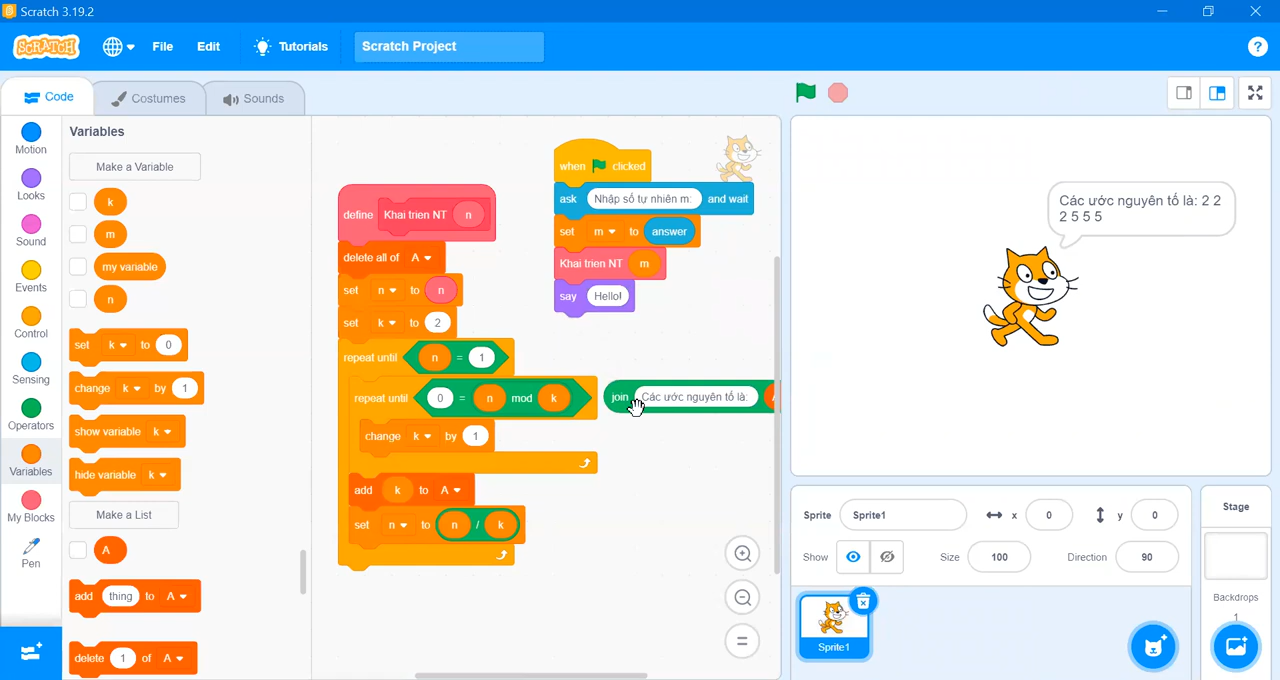 Scratch 3.19.2
SCRATCH
File
Edit
Tutorials
Scratch Project
?
Code
Costumes
Sounds
Motion
Looks
Sound
Events
Control
Sensing
Operators
Variables
My Blocks
Pen
Variables
Make a Variable
k
m
my variable
n
set k to 0
change k by 1
show variable k
hide variable k
Make a List
A
add thing to A
delete 1 of A
define Khai trien NT n
delete all of A
set n to n
set k to 2
repeat until n = 1
repeat until 0 = n mod k
change k by 1
add k to A
set n to n / k
when clicked
ask Nhập số tự nhiên m: and wait
set m to answer
Khai trien NT m
say Hello!
join Các ước nguyên tố là:
Các ước nguyên tố là: 2 2
2 5 5 5
Sprite Sprite1 x 0 y 0
Show Size 100 Direction 90
Sprite1
Stage
Backdrops
1